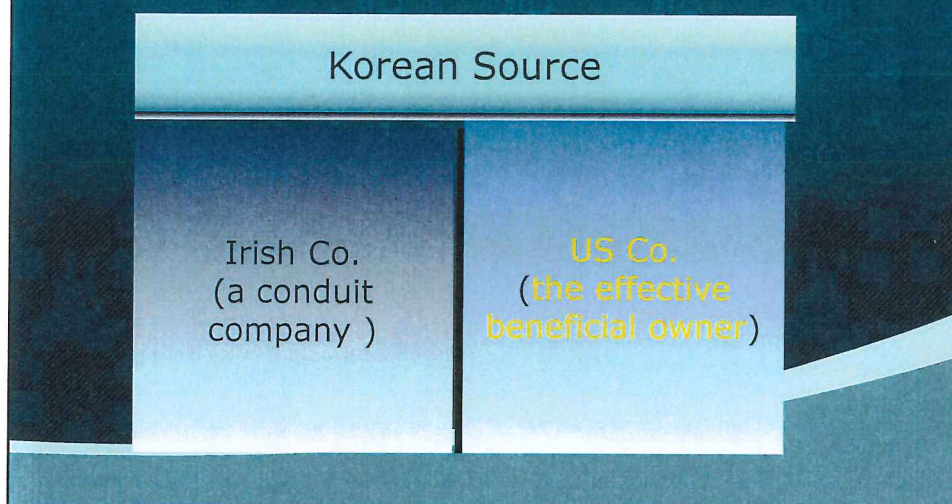 Korean Source
Irish Co.
(a conduit
company )
US Co.
(the effective
beneficial owner)